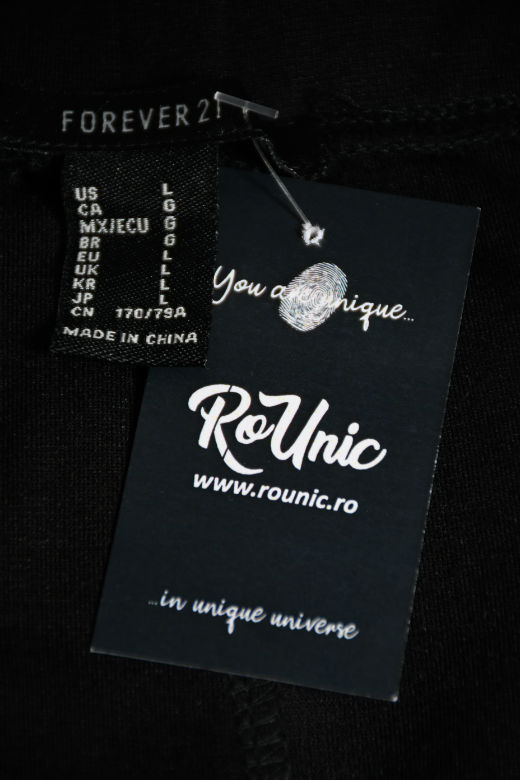 FOREVER 21
US L
CA G
MX/ECU G
BR G
EU L
UK L
KR L
JP L
CN 170/79A
MADE IN CHINA
You are unique...
RoUnic
www.rounic.ro
...in unique universe